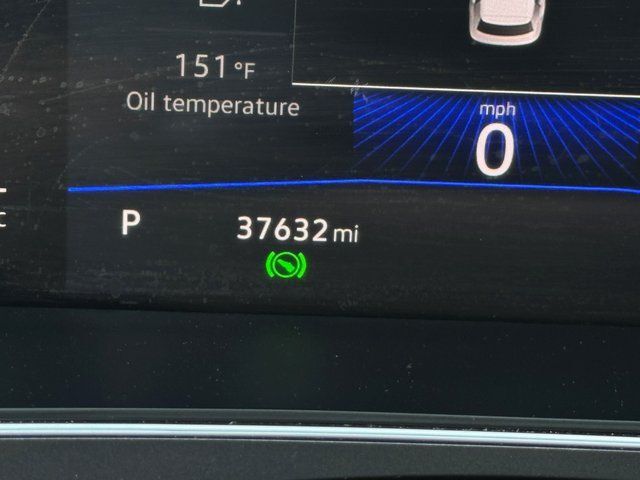 151 °F
Oil temperature
mph
0
P
37632 mi